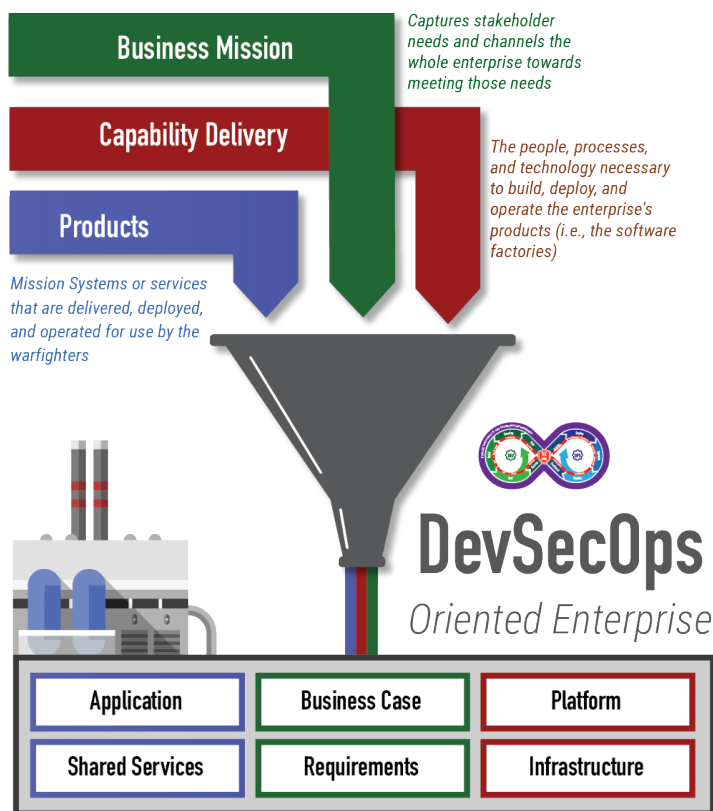 Business Mission
Captures stakeholder
needs and channels the
whole enterprise towards
meeting those needs
Capability Delivery
The people, processes,
and technology necessary
to build, deploy, and
operate the enterprise's
products (i.e., the software
factories)
Products
Mission Systems or services
that are delivered, deployed,
and operated for use by the
warfighters
DevSecOps
Oriented Enterprise
Application
Business Case
Platform
Shared Services
Requirements
Infrastructure